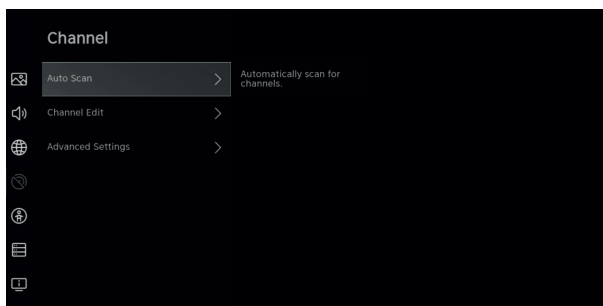 Channel
Auto Scan
Automatically scan for
channels.
Channel Edit
Advanced Settings